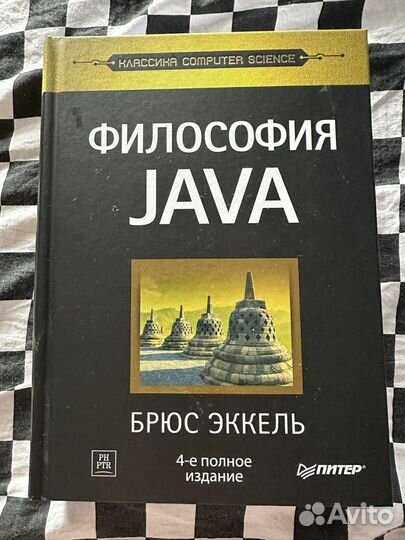 КЛАССИКА COMPUTER SCIENCE
ФИЛОСОФИЯ
JAVA
БРЮС ЭККЕЛЬ
4-е полное
издание
PH
PTR
ПИТЕР®
Avito